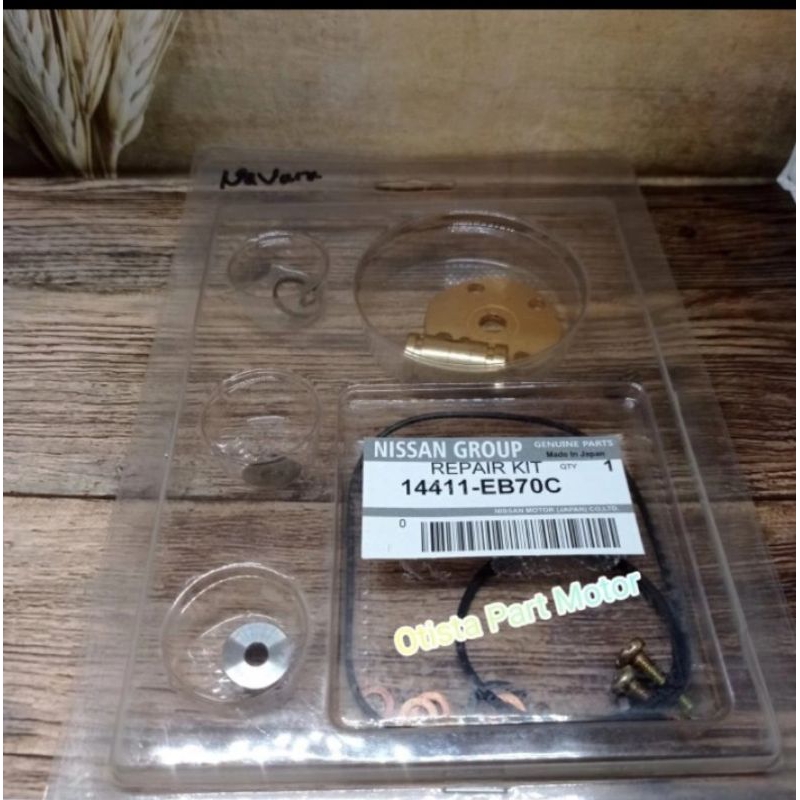 Navara
NISSAN GROUP GENUINE PARTS
Made In Japan
REPAIR KIT QTY 1
14411-EB70C
NISSAN MOTOR (JAPAN) CO.LTD.
0
Otista Part Motor